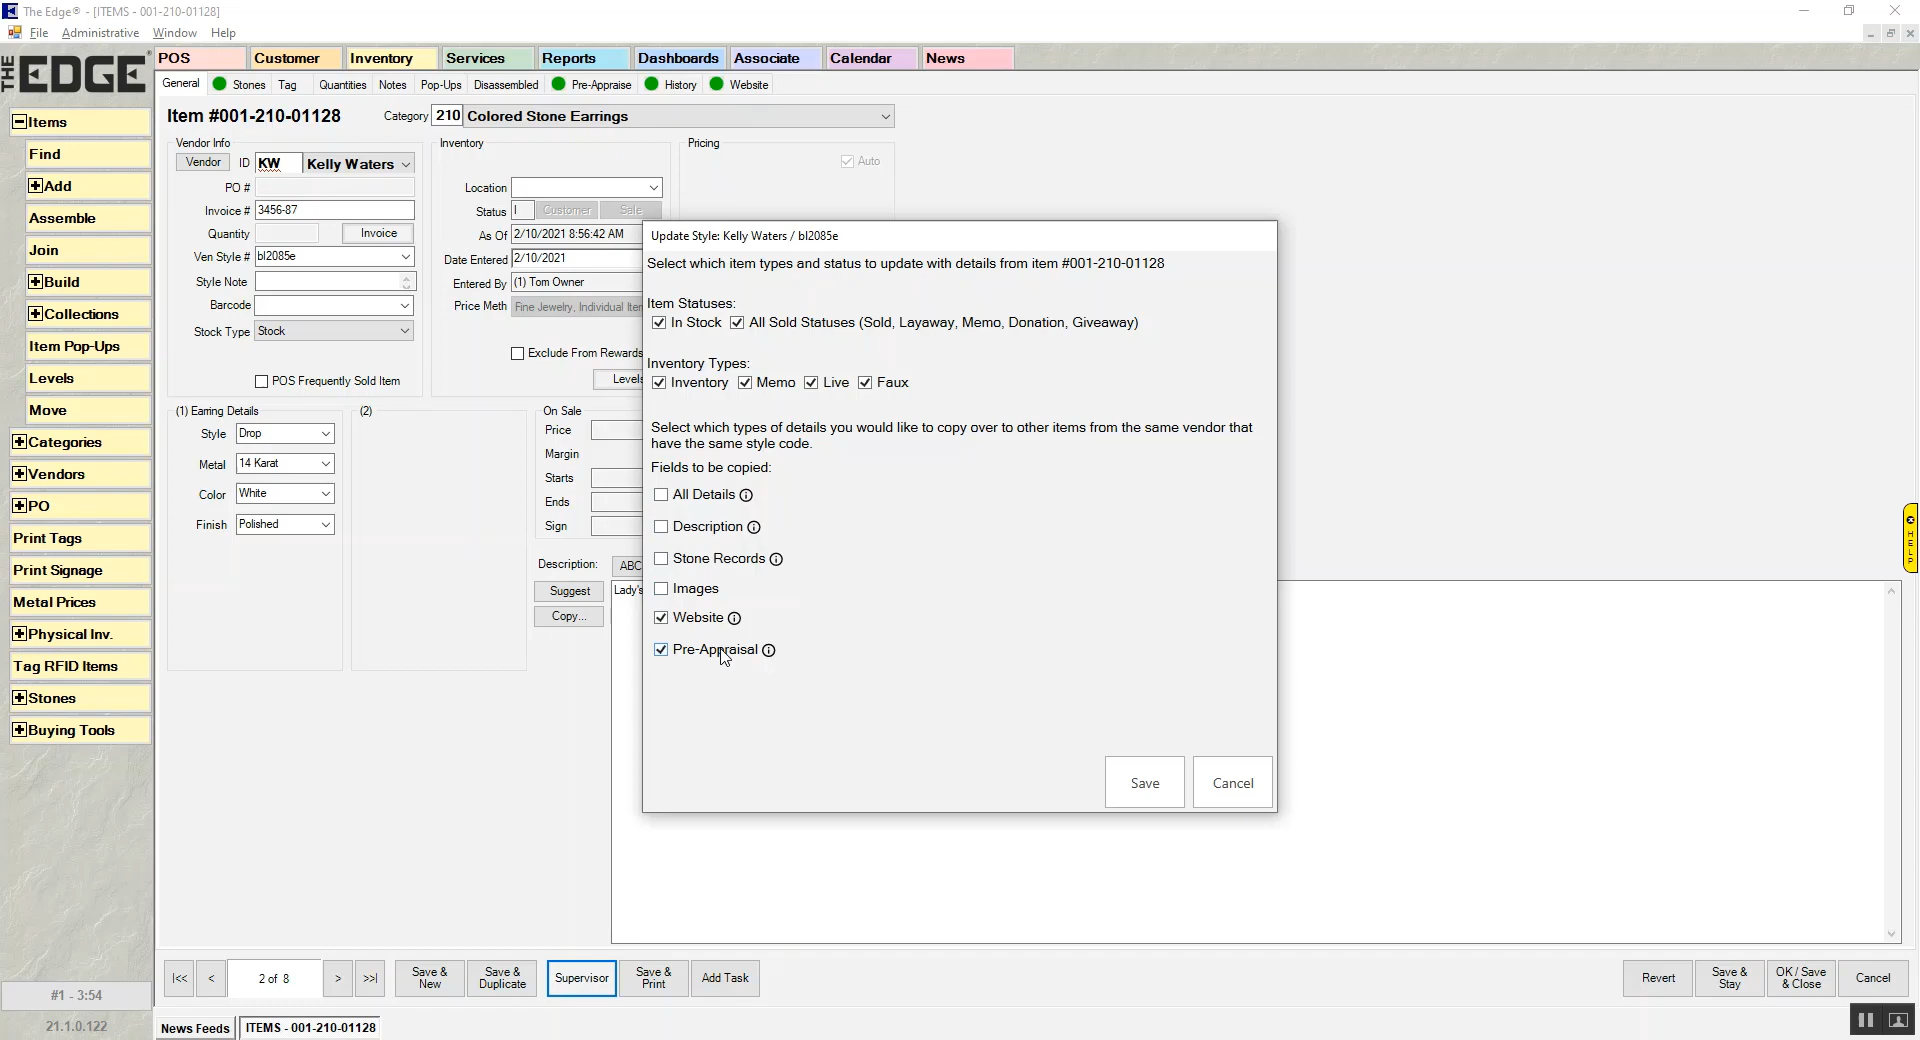 The Edge® - [ITEMS - 001-210-01128]
File Administrative Window Help
THE EDGE®
POS Customer Inventory Services Reports Dashboards Associate Calendar News
General Stones Tag Quantities Notes Pop-Ups Disassembled Pre-Appraise History Website
Items
Find
Add
Assemble
Join
Build
Collections
Item Pop-Ups
Levels
Move
Categories
Vendors
PO
Print Tags
Print Signage
Metal Prices
Physical Inv.
Tag RFID Items
Stones
Buying Tools
#1 - 3:54
21.1.0.122
Item #001-210-01128 Category 210 Colored Stone Earrings
Vendor Info
Vendor ID KW Kelly Waters
PO #
Invoice # 3456-87
Quantity Invoice
Ven Style # bl2085e
Style Note
Barcode
Stock Type Stock
POS Frequently Sold Item
Inventory
Location
Status I Customer Sale
As Of 2/10/2021 8:56:42 AM
Date Entered 2/10/2021
Entered By (1) Tom Owner
Price Meth Fine Jewelry, Individual Iter
Exclude From Rewards
Levels
Pricing
Auto
(1) Earring Details
Style Drop
Metal 14 Karat
Color White
Finish Polished
(2)
On Sale
Price
Margin
Starts
Ends
Sign
Description: ABC
Suggest
Copy...
Lady's
Update Style: Kelly Waters / bl2085e
Select which item types and status to update with details from item #001-210-01128
Item Statuses:
In Stock All Sold Statuses (Sold, Layaway, Memo, Donation, Giveaway)
Inventory Types:
Inventory Memo Live Faux
Select which types of details you would like to copy over to other items from the same vendor that
have the same style code.
Fields to be copied:
All Details
Description
Stone Records
Images
Website
Pre-Appraisal
Save Cancel
HELP
|<< < 2 of 8 > >>| Save & New Save & Duplicate Supervisor Save & Print Add Task Revert Save & Stay OK / Save & Close Cancel
News Feeds ITEMS - 001-210-01128